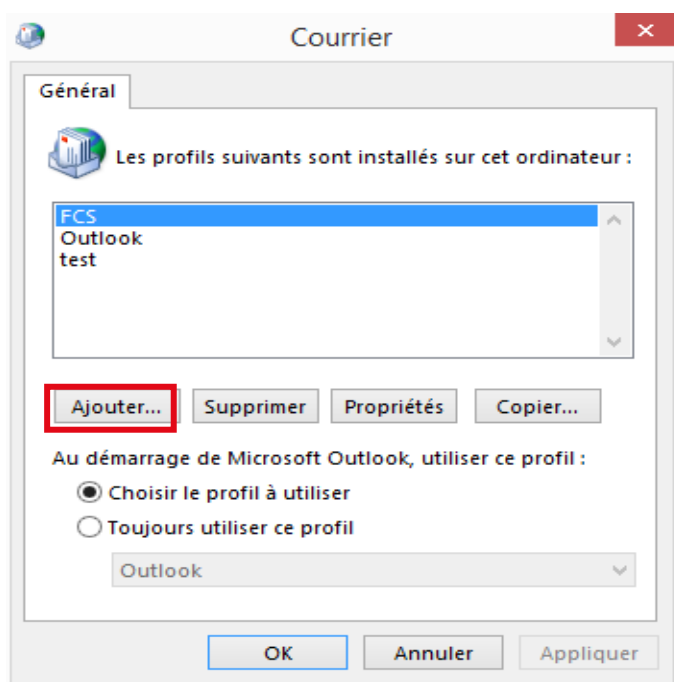 Courrier
Général
Les profils suivants sont installés sur cet ordinateur :
FCS
Outlook
test
Ajouter... Supprimer Propriétés Copier...
Au démarrage de Microsoft Outlook, utiliser ce profil :
Choisir le profil à utiliser
Toujours utiliser ce profil
Outlook
OK Annuler Appliquer